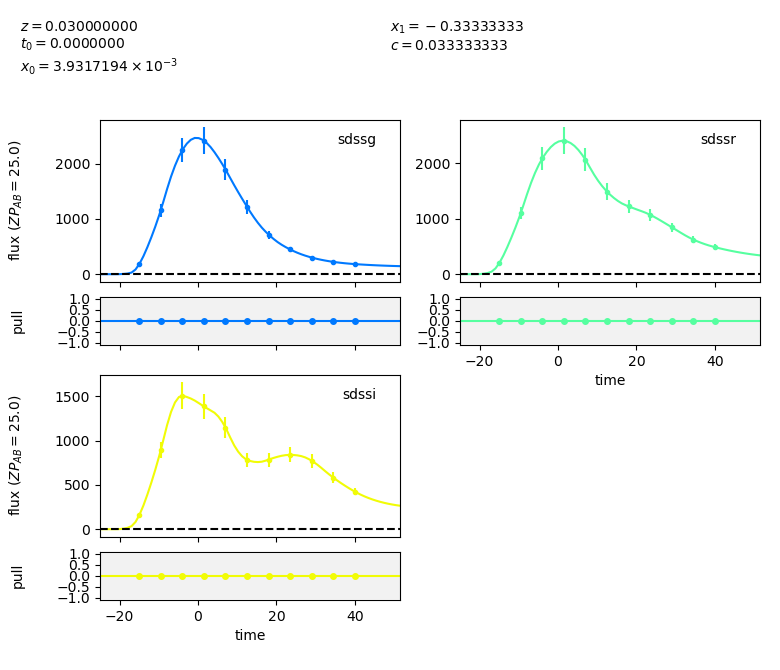 z = 0.030000000
t₀ = 0.0000000
x₀ = 3.9317194 × 10⁻³
x₁ = −0.33333333
c = 0.033333333
sdssg
flux (ZP_AB = 25.0)
2000
1000
0
pull
1.0
0.5
0.0
−0.5
−1.0
sdssr
2000
1000
0
1.0
0.5
0.0
−0.5
−1.0
−20 0 20 40
time
sdssi
flux (ZP_AB = 25.0)
1500
1000
500
0
pull
1.0
0.5
0.0
−0.5
−1.0
−20 0 20 40
time